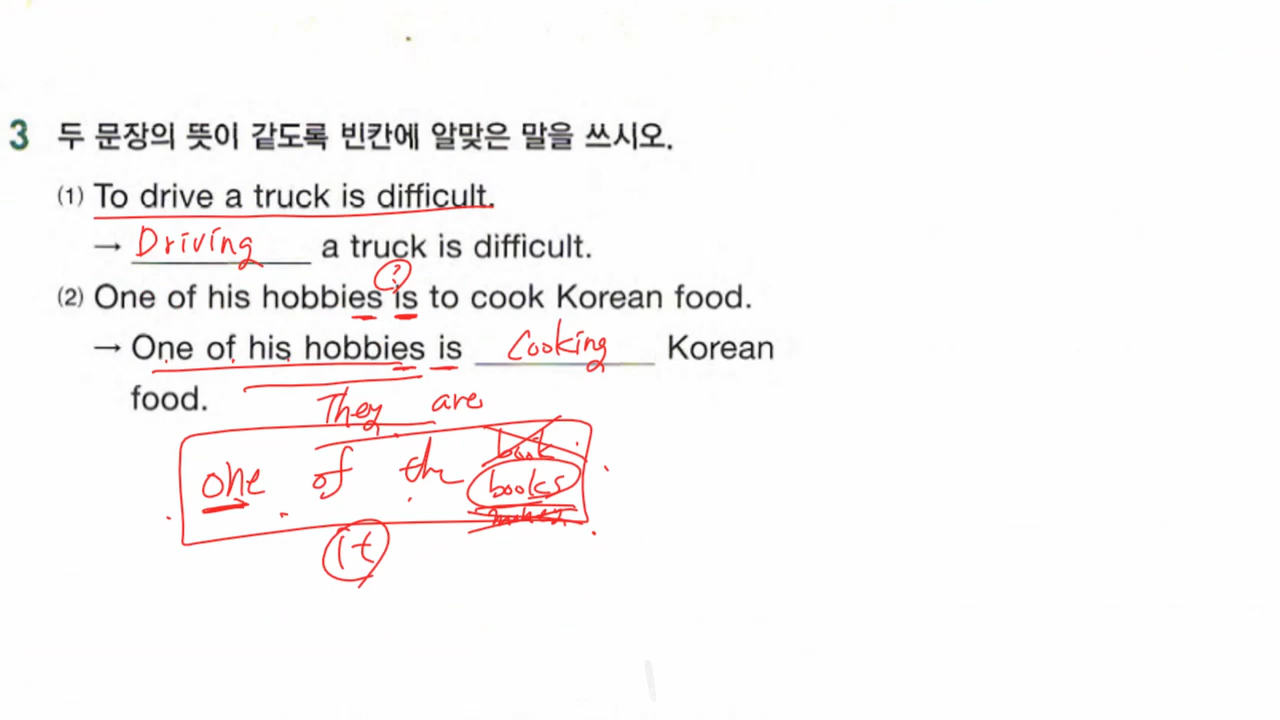 3 두 문장의 뜻이 같도록 빈칸에 알맞은 말을 쓰시오.
(1) To drive a truck is difficult.
→ Driving a truck is difficult.
?
(2) One of his hobbies is to cook Korean food.
→ One of his hobbies is Cooking Korean
food.
They are
book
one of the books
it